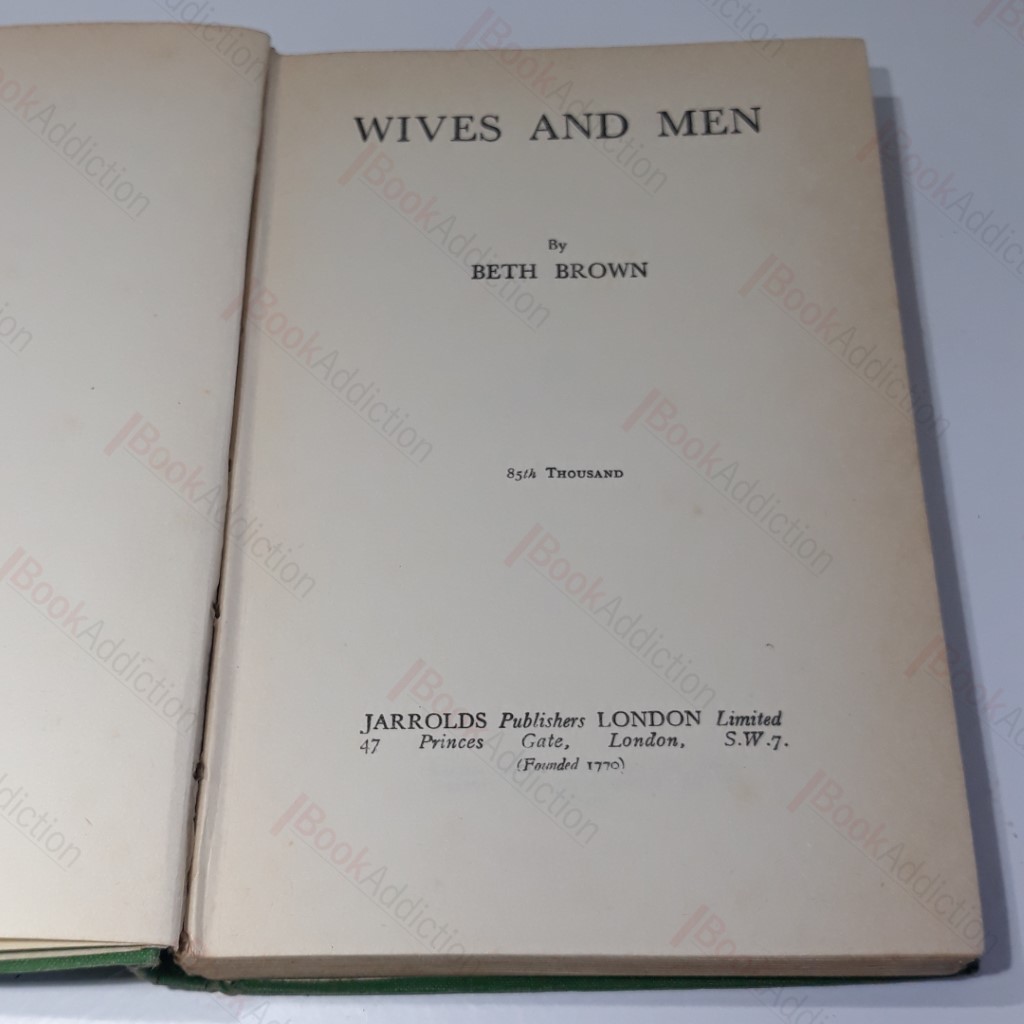 WIVES AND MEN
By
BETH BROWN
85th THOUSAND
JARROLDS Publishers LONDON Limited
47 Princes Gate, London, S.W.7.
(Founded 1770)
BookAddiction